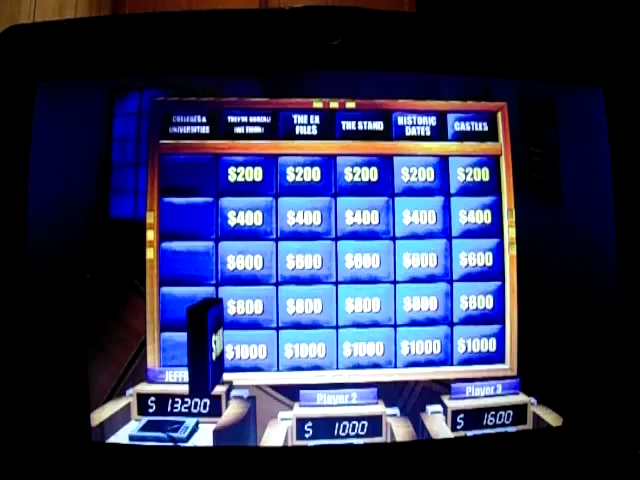 COLLEGES &
UNIVERSITIES
THE EX
FILES
THE STAND
HISTORIC
DATES
CASTLES
$200 $200 $200 $200 $200
$400 $400 $400 $400 $400
$600 $600 $600 $600 $600
$800 $800 $800 $800 $800
$1000 $1000 $1000 $1000 $1000
Player 2
Player 3
$ 13200
$ 1000
$ 1600